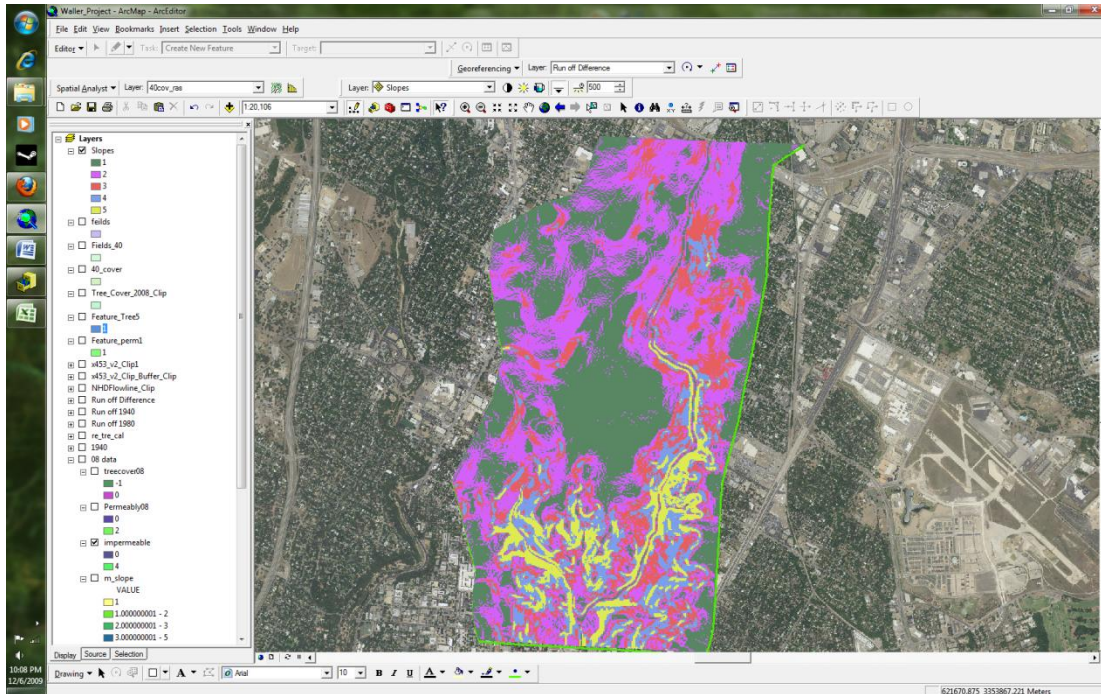 Waller_Project - ArcMap - ArcEditor
File Edit View Bookmarks Insert Selection Tools Window Help
Editor Task: Create New Feature Target:
Georeferencing Layer: Run off Difference
Spatial Analyst Layer: 40cov_ras Layer: Slopes 500
1:20,106
Layers
Slopes
1
2
3
4
5
feilds
Fields_40
40_cover
Tree_Cover_2008_Clip
Feature_Tree5
1
Feature_perm1
1
x453_v2_Clip1
x453_v2_Clip_Buffer_Clip
NHDFlowline_Clip
Run off Difference
Run off 1940
Run off 1980
re_tre_cal
1940
08 data
treecover08
-1
0
Permeably08
0
2
impermeable
0
4
m_slope
VALUE
1
1.000000001 - 2
2.000000001 - 3
3.000000001 - 5
Display Source Selection
Drawing A Arial 10 B I U A
10:08 PM
12/6/2009
621670.875 3353867.221 Meters